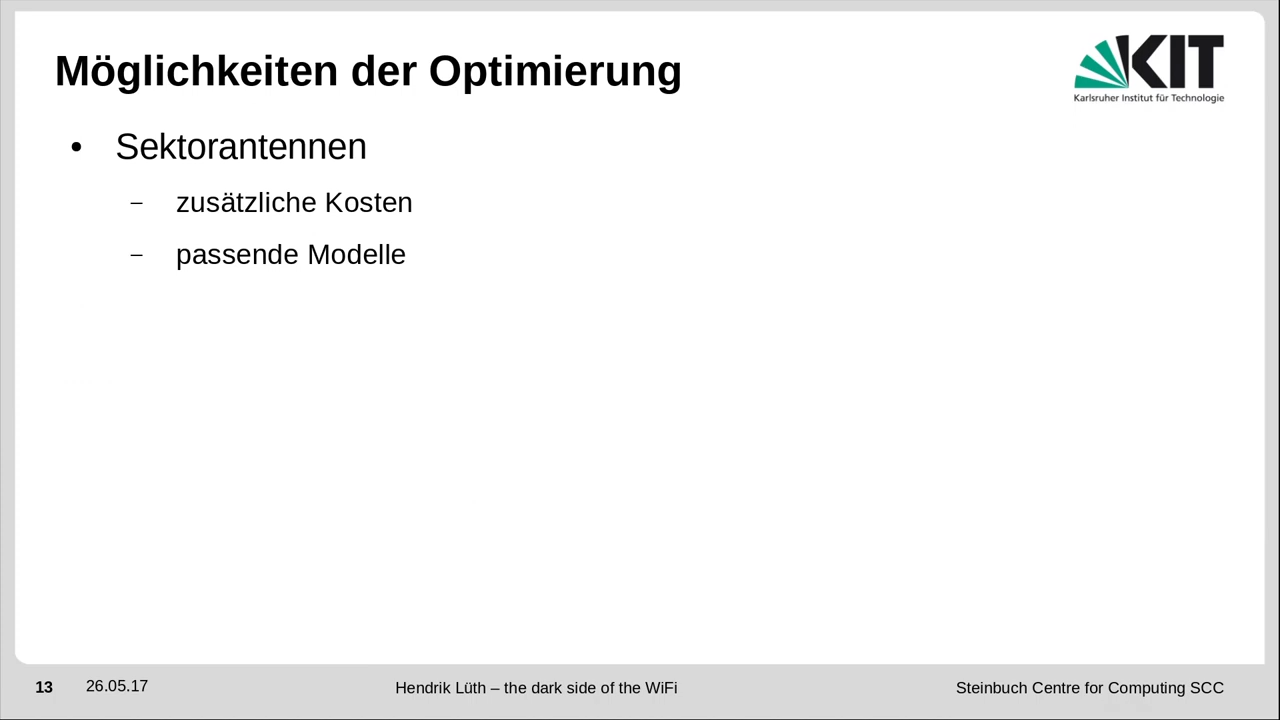 Möglichkeiten der Optimierung
KIT
Karlsruher Institut für Technologie
• Sektorantennen
– zusätzliche Kosten
– passende Modelle
13 26.05.17 Hendrik Lüth – the dark side of the WiFi Steinbuch Centre for Computing SCC